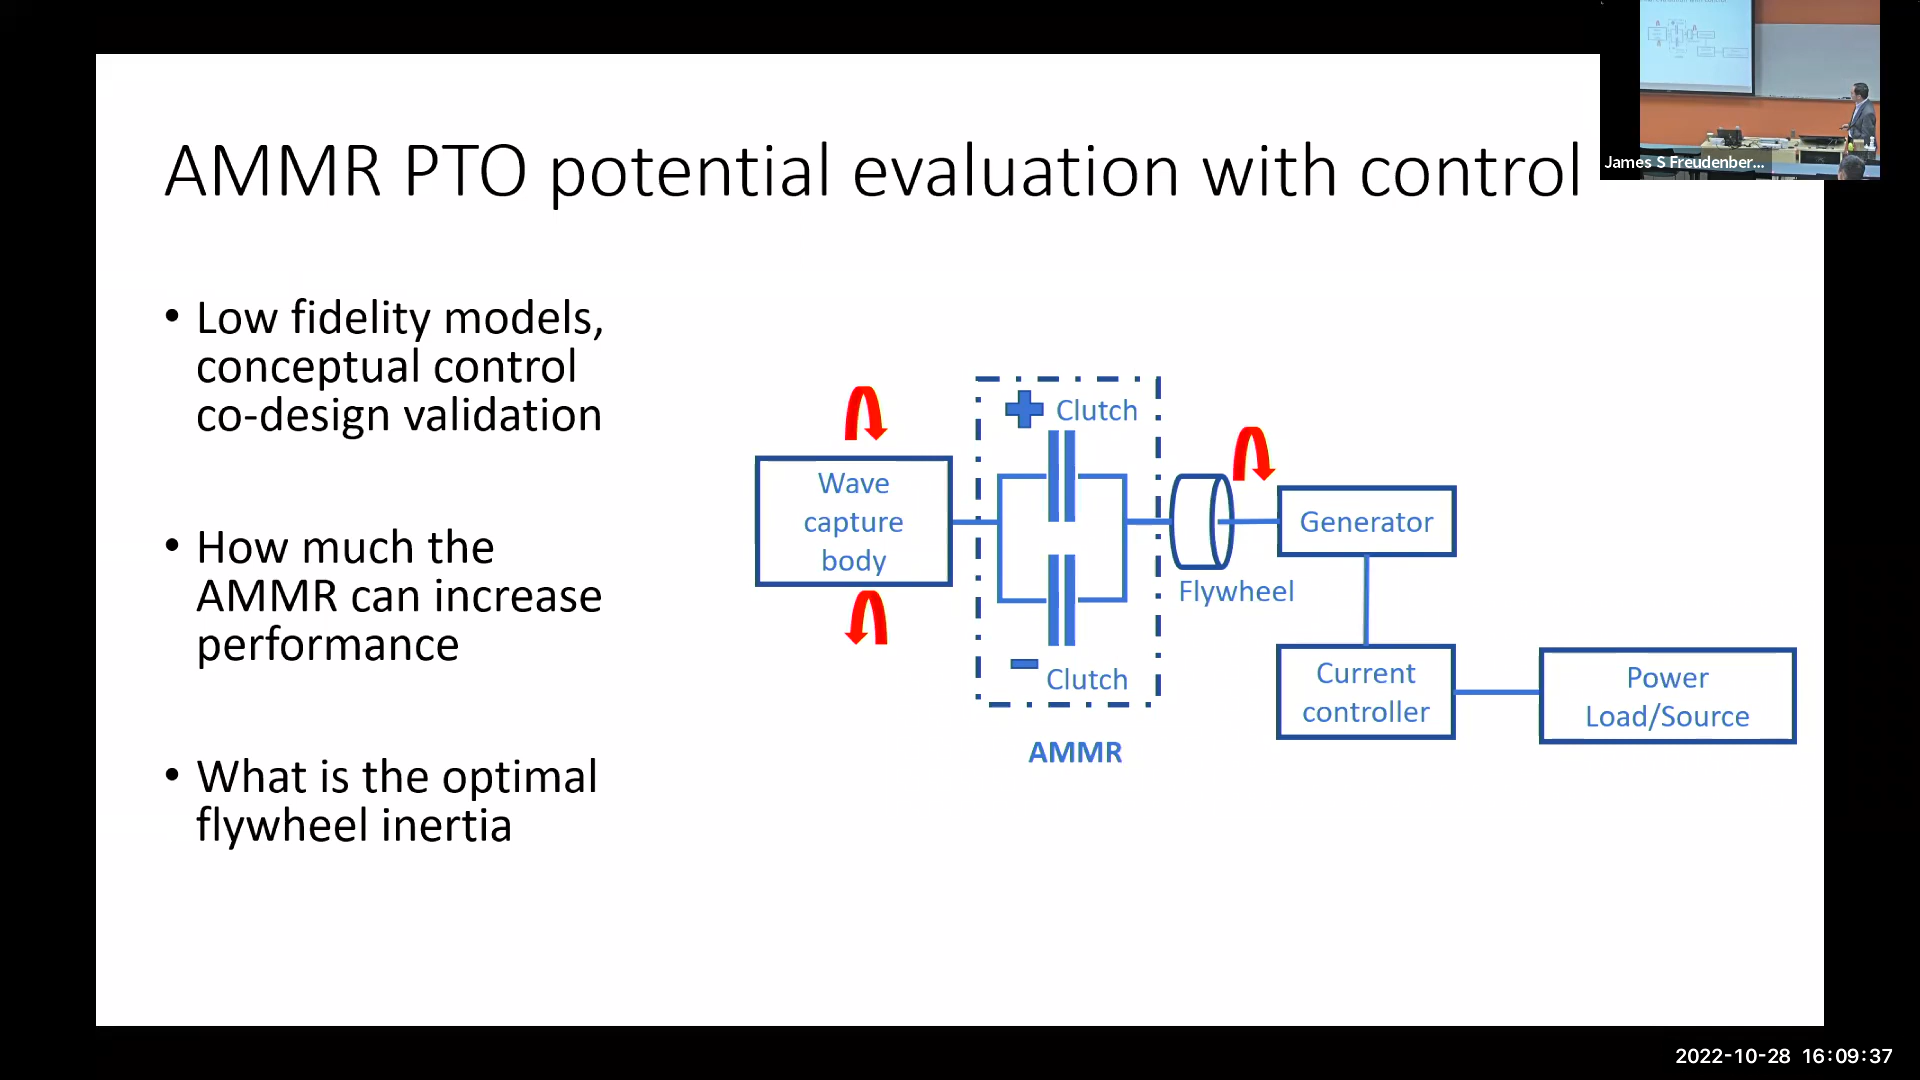 AMMR PTO potential evaluation with control
James S Freudenber...
• Low fidelity models,
conceptual control
co-design validation
• How much the
AMMR can increase
performance
• What is the optimal
flywheel inertia
Clutch
Wave
capture
body
Generator
Flywheel
Clutch
Current
controller
Power
Load/Source
AMMR
2022-10-28 16:09:37